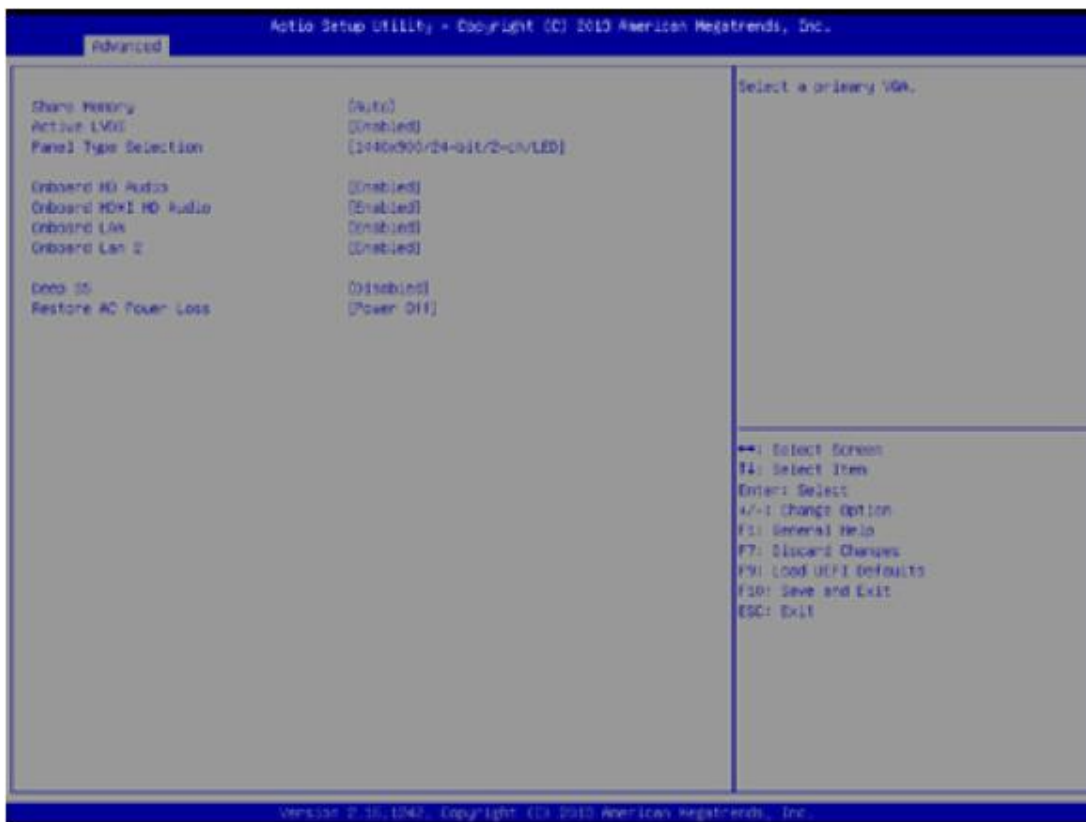 Aptio Setup Utility - Copyright (C) 2013 American Megatrends, Inc.
Advanced
Share Memory [Auto]
Active LVDS [Enabled]
Panel Type Selection [1440x900/24-bit/2-ch/LED]
Onboard HD Audio [Enabled]
Onboard HDMI HD Audio [Enabled]
Onboard LAN [Enabled]
Onboard Lan 2 [Enabled]
Deep S5 [Disabled]
Restore AC Power Loss [Power Off]
Select a primary VGA.
↔: Select Screen
↑↓: Select Item
Enter: Select
+/-: Change Option
F1: General Help
F7: Discard Changes
F9: Load UEFI Defaults
F10: Save and Exit
ESC: Exit
Version Copyright (C) 2013 American Megatrends, Inc.